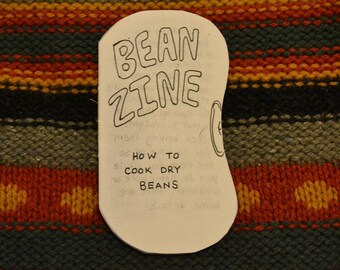 BEAN
ZINE
HOW TO
COOK DRY
BEANS